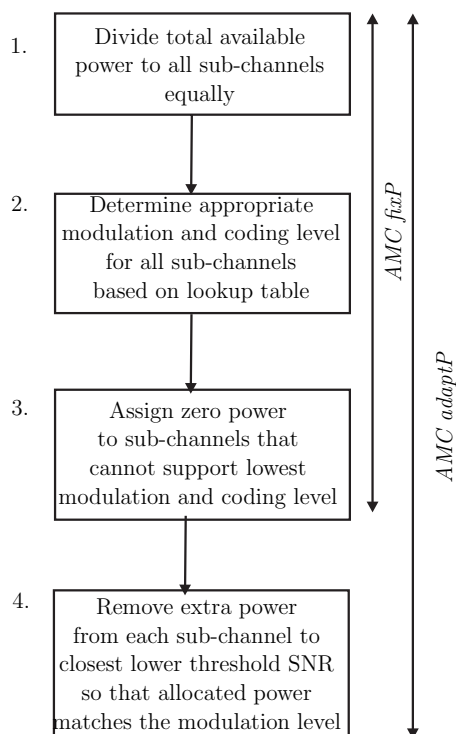 1.
Divide total available
power to all sub-channels
equally
2.
Determine appropriate
modulation and coding level
for all sub-channels
based on lookup table
3.
Assign zero power
to sub-channels that
cannot support lowest
modulation and coding level
4.
Remove extra power
from each sub-channel to
closest lower threshold SNR
so that allocated power
matches the modulation level
AMC fixP
AMC adaptP